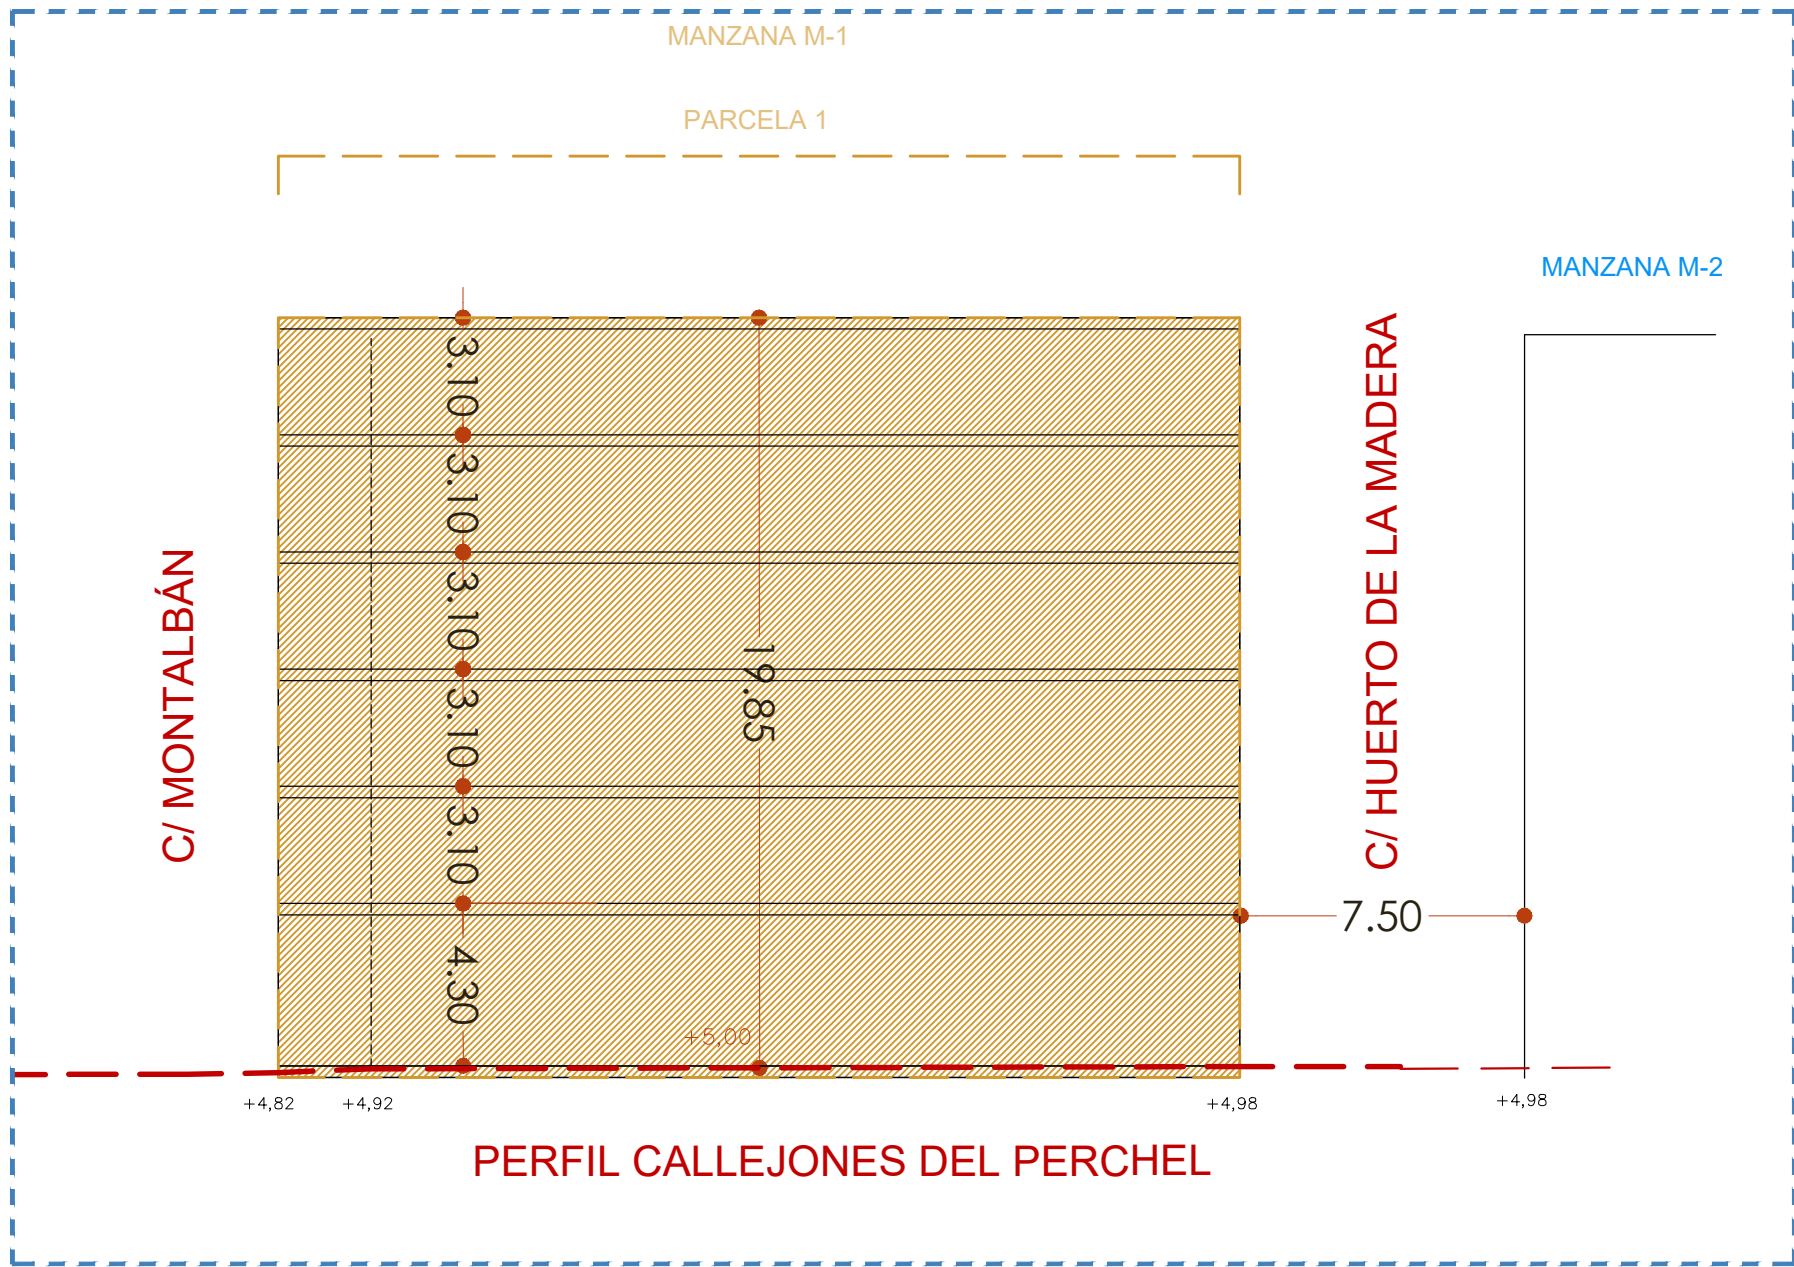 MANZANA M-1
PARCELA 1
MANZANA M-2
3.10
3.10
3.10
3.10
3.10
4.30
19.85
+5,00
C/ MONTALBÁN
C/ HUERTO DE LA MADERA
7.50
+4,82
+4,92
+4,98
+4,98
PERFIL CALLEJONES DEL PERCHEL